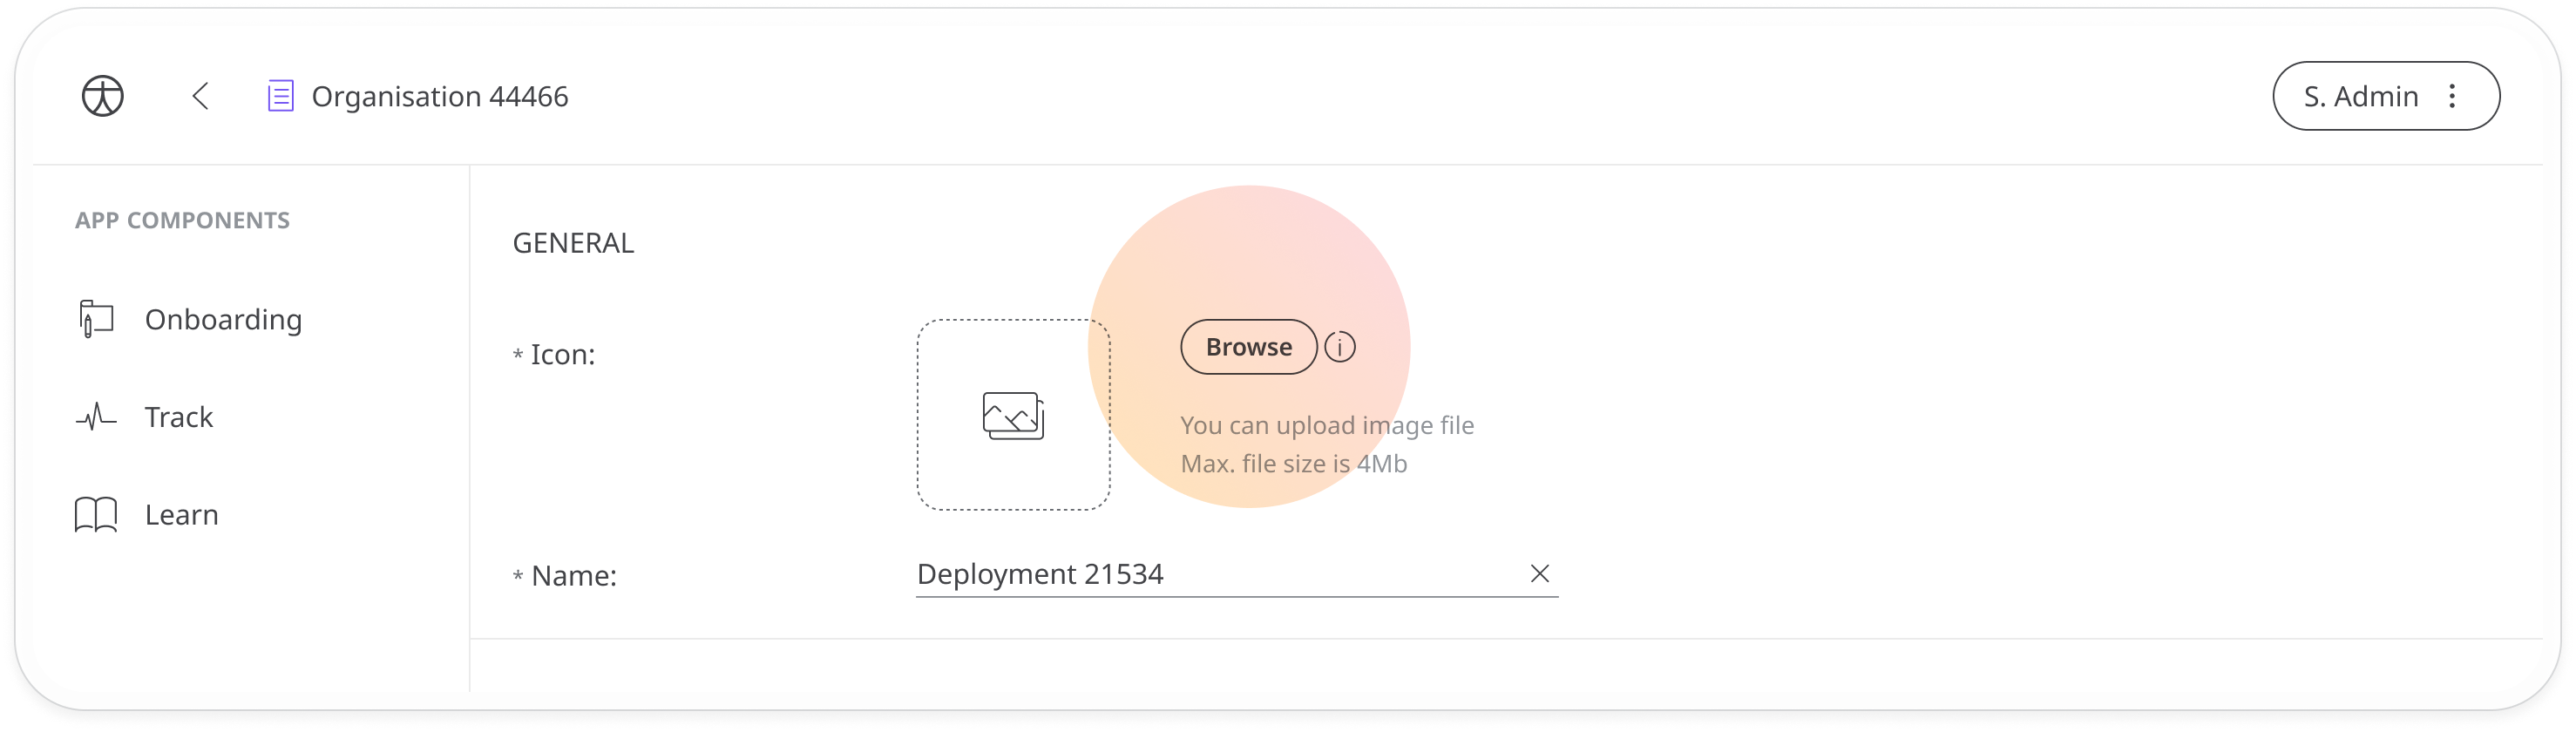 Organisation 44466
S. Admin
APP COMPONENTS
Onboarding
Track
Learn
GENERAL
* Icon:
Browse
You can upload image file
Max. file size is 4Mb
* Name:
Deployment 21534